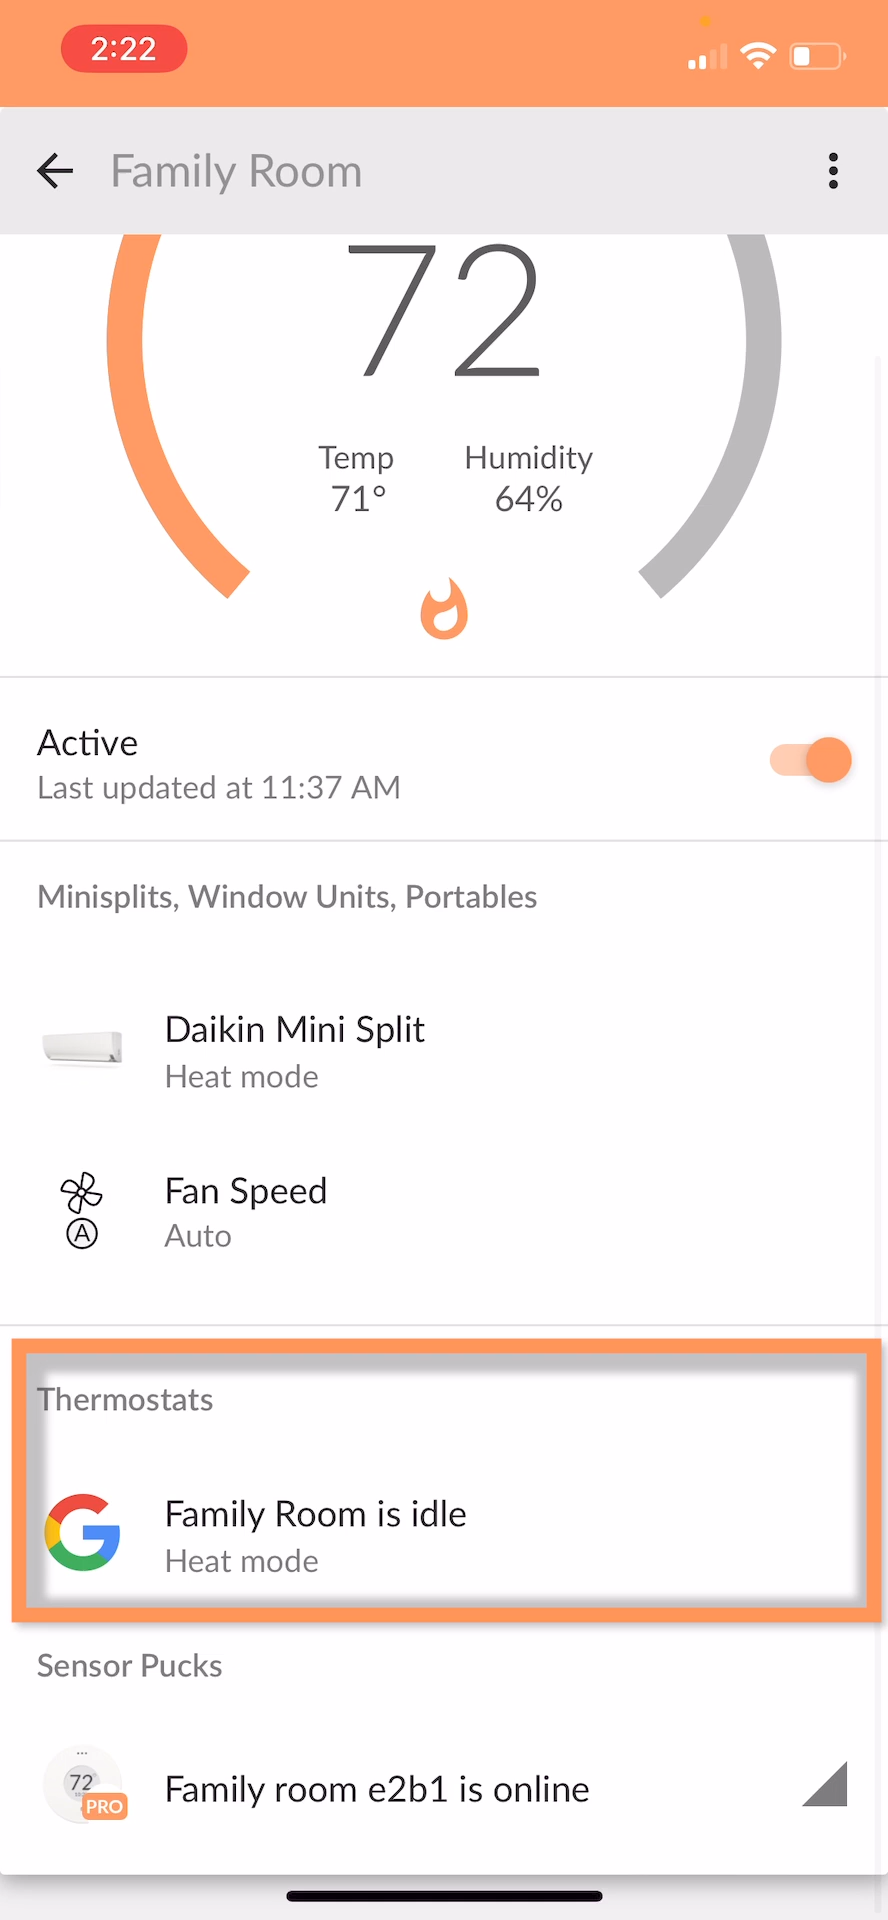 2:22
Family Room
72
Temp Humidity
71° 64%
Active
Last updated at 11:37 AM
Minisplits, Window Units, Portables
Daikin Mini Split
Heat mode
Fan Speed
A
Auto
Thermostats
G
Family Room is idle
Heat mode
Sensor Pucks
72
PRO
Family room e2b1 is online